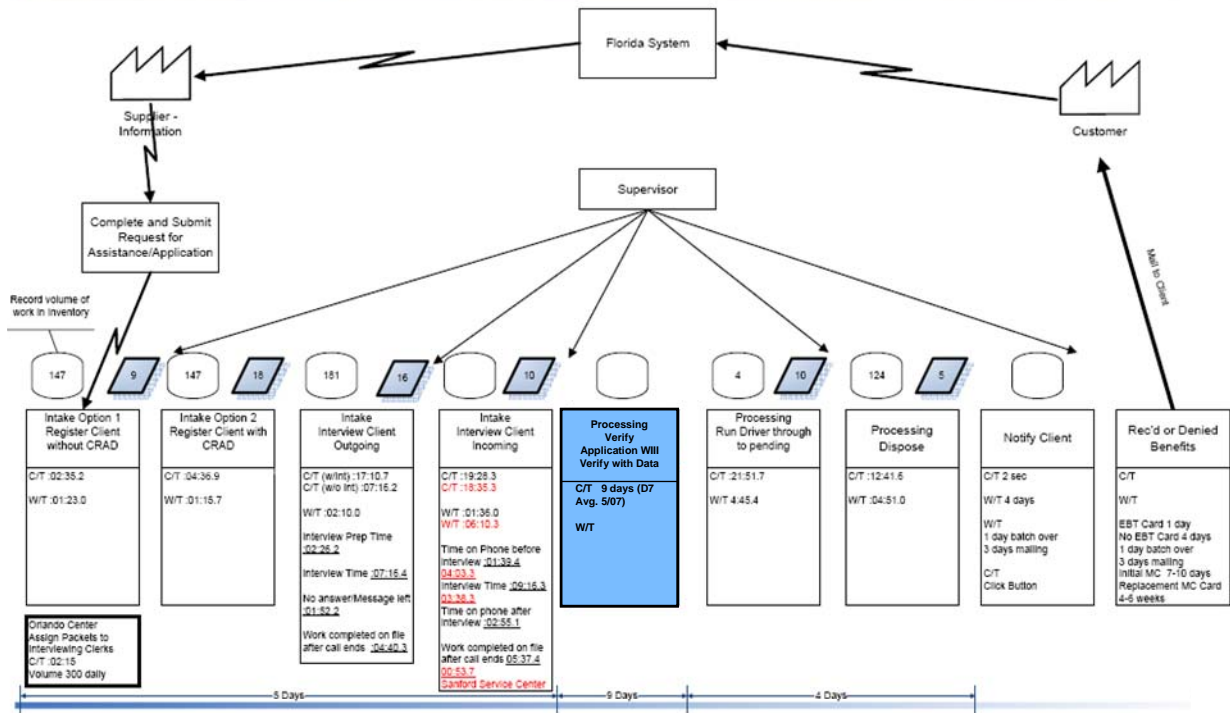 Florida System
Supplier -
Information
Customer
Supervisor
Complete and Submit
Request for
Assistance/Application
Mail to Client
Record volume of
work in Inventory
147
9
147
18
181
16
10
4
10
124
5
Intake Option 1
Register Client
without CRAD
C/T :02:35.2
W/T :01:23.0
Orlando Center
Assign Packets to
Interviewing Clerks
C/T :02:15
Volume 300 daily
Intake Option 2
Register Client with
CRAD
C/T :04:36.9
W/T :01:15.7
Intake
Interview Client
Outgoing
C/T (w/Int) :17:10.7
C/T (w/o Int) :07:16.2
W/T :02:10.0
Interview Prep Time
:02:26.2
Interview Time :07:16.4
No answer/Message left
:01:52.2
Work completed on file
after call ends :04:40.3
Intake
Interview Client
Incoming
C/T :19:28.3
C/T :18:35.3
W/T :01:36.0
W/T :06:10.3
Time on Phone before
Interview :01:39.4
04:03.3
Interview Time :09:16.3
03:38.3
Time on phone after
Interview :02:55.1
Work completed on file
after call ends 05:37.4
00:53.7
Sanford Service Center
Processing
Verify
Application WIII
Verify with Data
C/T 9 days (D7
Avg. 5/07)
W/T
Processing
Run Driver through
to pending
C/T :21:51.7
W/T 4:45.4
Processing
Dispose
C/T :12:41.6
W/T :04:51.0
Notify Client
C/T 2 sec
W/T 4 days
W/T
1 day batch over
3 days mailing
C/T
Click Button
Rec'd or Denied
Benefits
C/T
W/T
EBT Card 1 day
No EBT Card 4 days
1 day batch over
3 days mailing
Initial MC 7-10 days
Replacement MC Card
4-6 weeks
5 Days
9 Days
4 Days